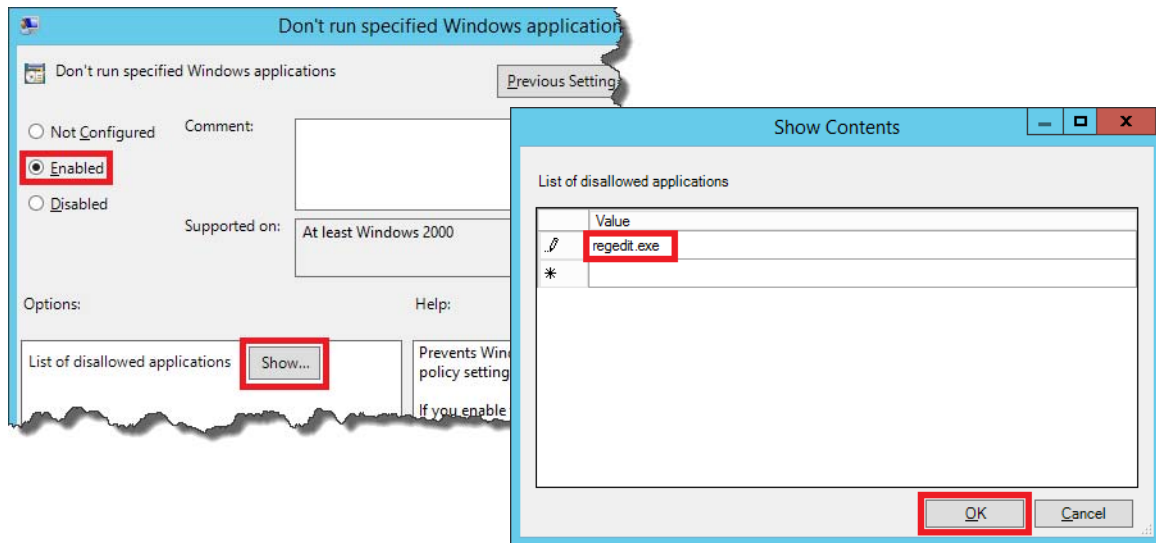 Don't run specified Windows application
Don't run specified Windows applications
Previous Setting
Not Configured
Comment:
Enabled
Disabled
Supported on:
At least Windows 2000
Options:
Help:
List of disallowed applications
Show...
Prevents Win
policy setting
If you enable
Show Contents
List of disallowed applications
Value
regedit.exe
OK
Cancel